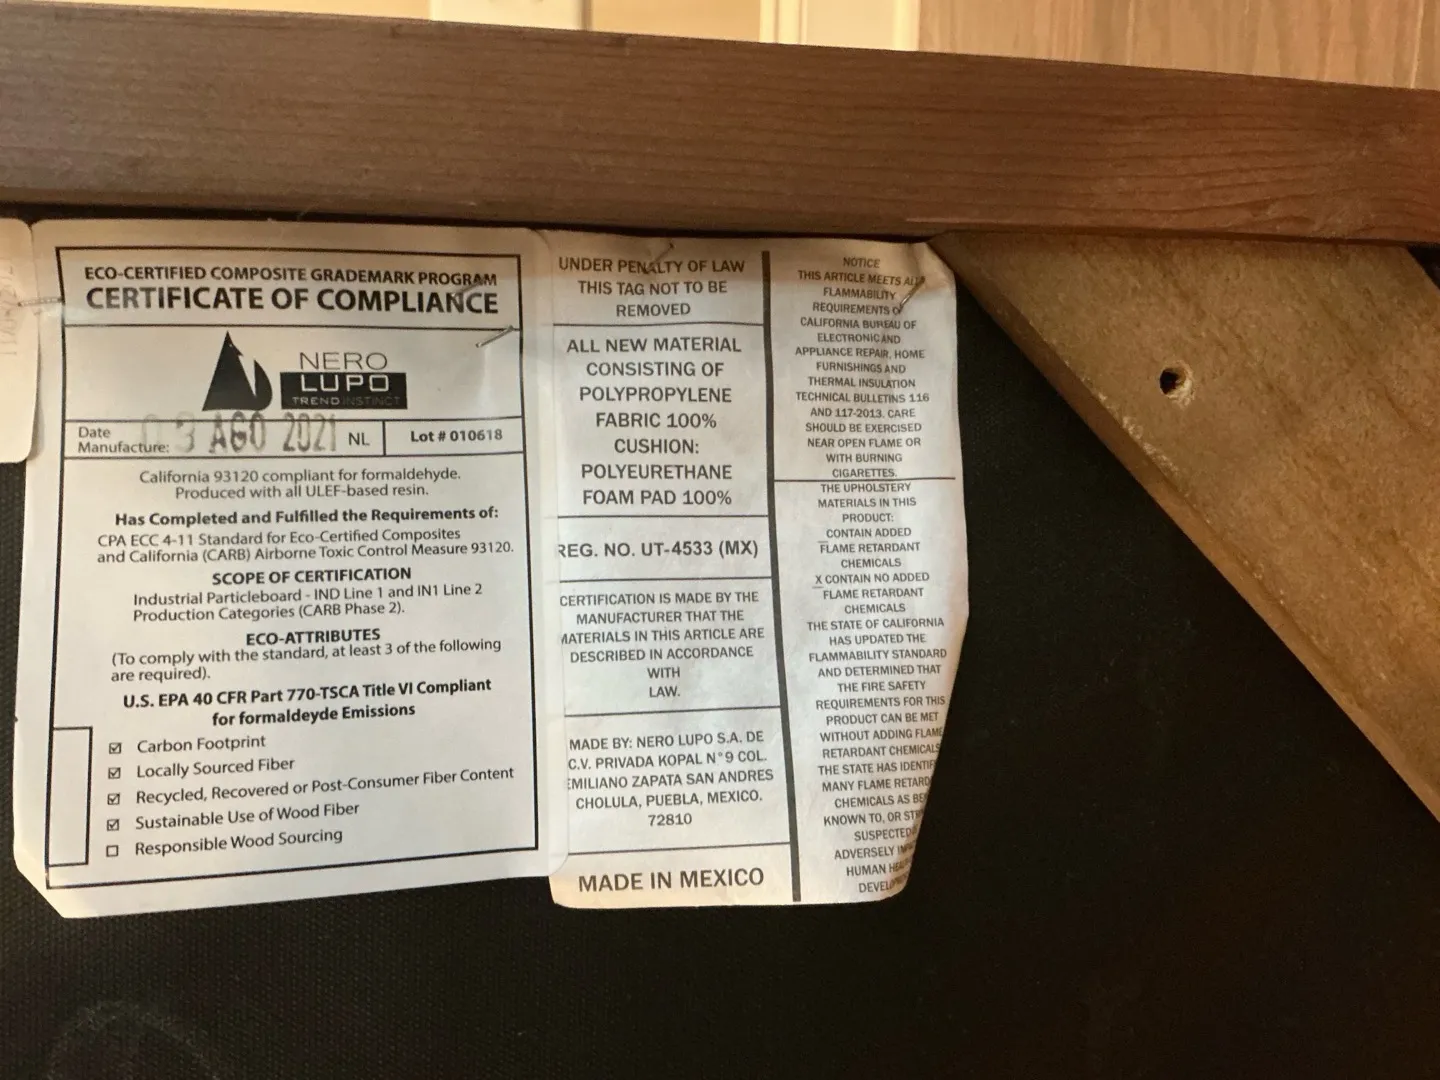 ECO-CERTIFIED COMPOSITE GRADEMARK PROGRAM
CERTIFICATE OF COMPLIANCE
NERO
LUPO
TRENDINSTINCT
Date
Manufacture: 03 AGO 2021 NL
Lot # 010618
California 93120 compliant for formaldehyde.
Produced with all ULEF-based resin.
Has Completed and Fulfilled the Requirements of:
CPA ECC 4-11 Standard for Eco-Certified Composites
and California (CARB) Airborne Toxic Control Measure 93120.
SCOPE OF CERTIFICATION
Industrial Particleboard - IND Line 1 and IN1 Line 2
Production Categories (CARB Phase 2).
ECO-ATTRIBUTES
(To comply with the standard, at least 3 of the following
are required).
U.S. EPA 40 CFR Part 770-TSCA Title VI Compliant
for formaldeyde Emissions
☑ Carbon Footprint
☑ Locally Sourced Fiber
☑ Recycled, Recovered or Post-Consumer Fiber Content
☑ Sustainable Use of Wood Fiber
☐ Responsible Wood Sourcing
UNDER PENALTY OF LAW
THIS TAG NOT TO BE
REMOVED
ALL NEW MATERIAL
CONSISTING OF
POLYPROPYLENE
FABRIC 100%
CUSHION:
POLYEURETHANE
FOAM PAD 100%
REG. NO. UT-4533 (MX)
CERTIFICATION IS MADE BY THE
MANUFACTURER THAT THE
MATERIALS IN THIS ARTICLE ARE
DESCRIBED IN ACCORDANCE
WITH
LAW.
MADE BY: NERO LUPO S.A. DE
C.V. PRIVADA KOPAL N°9 COL.
EMILIANO ZAPATA SAN ANDRES
CHOLULA, PUEBLA, MEXICO.
72810
MADE IN MEXICO
NOTICE
THIS ARTICLE MEETS ALL
FLAMMABILITY
REQUIREMENTS OF
CALIFORNIA BUREAU OF
ELECTRONIC AND
APPLIANCE REPAIR, HOME
FURNISHINGS AND
THERMAL INSULATION
TECHNICAL BULLETINS 116
AND 117-2013. CARE
SHOULD BE EXERCISED
NEAR OPEN FLAME OR
WITH BURNING
CIGARETTES.
THE UPHOLSTERY
MATERIALS IN THIS
PRODUCT:
CONTAIN ADDED
_FLAME RETARDANT
CHEMICALS
X CONTAIN NO ADDED
_FLAME RETARDANT
CHEMICALS
THE STATE OF CALIFORNIA
HAS UPDATED THE
FLAMMABILITY STANDARD
AND DETERMINED THAT
THE FIRE SAFETY
REQUIREMENTS FOR THIS
PRODUCT CAN BE MET
WITHOUT ADDING FLAME
RETARDANT CHEMICALS
THE STATE HAS
MANY FLAME
CHEMICALS AS
KNOWN TO, OR
SUSPECTED
ADVERSELY
HUMAN